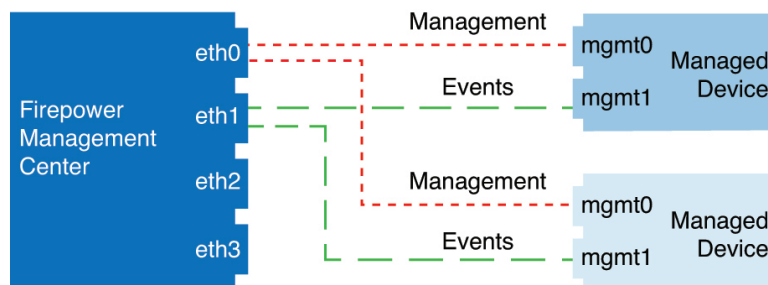 Firepower
Management
Center
eth0
eth1
eth2
eth3
Management
Events
Management
Events
mgmt0
mgmt1
Managed
Device
mgmt0
mgmt1
Managed
Device